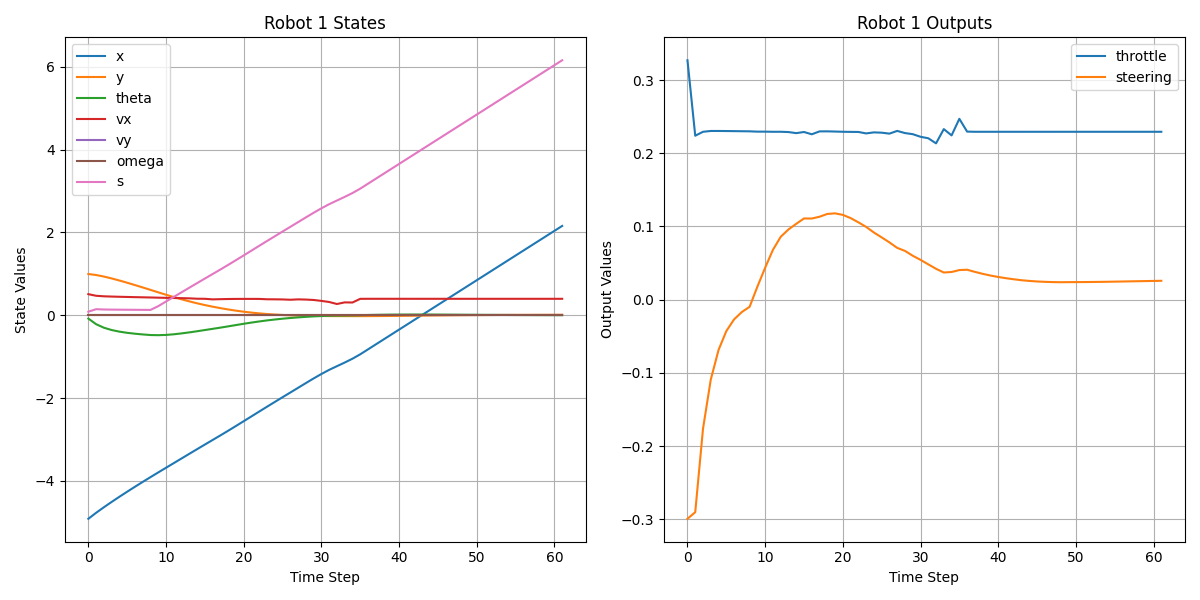 Robot 1 States
State Values
6
4
2
0
−2
−4
x
y
theta
vx
vy
omega
s
0 10 20 30 40 50 60
Time Step
Robot 1 Outputs
Output Values
0.3
0.2
0.1
0.0
−0.1
−0.2
−0.3
throttle
steering
0 10 20 30 40 50 60
Time Step